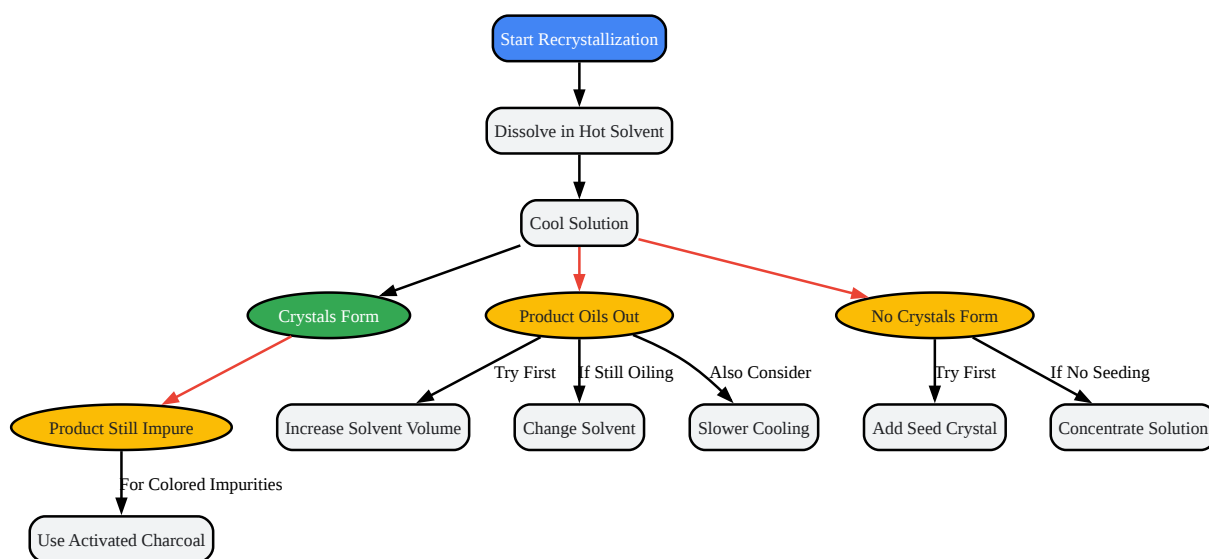 Start Recrystallization
Dissolve in Hot Solvent
Cool Solution
Crystals Form
Product Oils Out
No Crystals Form
Try First
If Still Oiling
Also Consider
Try First
If No Seeding
Product Still Impure
Increase Solvent Volume
Change Solvent
Slower Cooling
Add Seed Crystal
Concentrate Solution
For Colored Impurities
Use Activated Charcoal